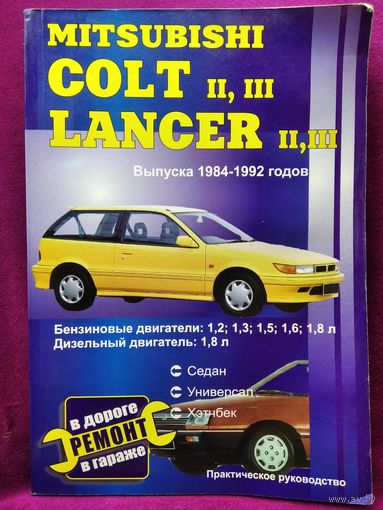 MITSUBISHI
COLT II, III
LANCER II, III
Выпуска 1984-1992 годов
Бензиновые двигатели: 1,2; 1,3; 1,5; 1,6; 1,8 л
Дизельный двигатель: 1,8 л
Седан
Универсал
Хэтчбек
в дороге
РЕМОНТ
в гараже
Практическое руководство